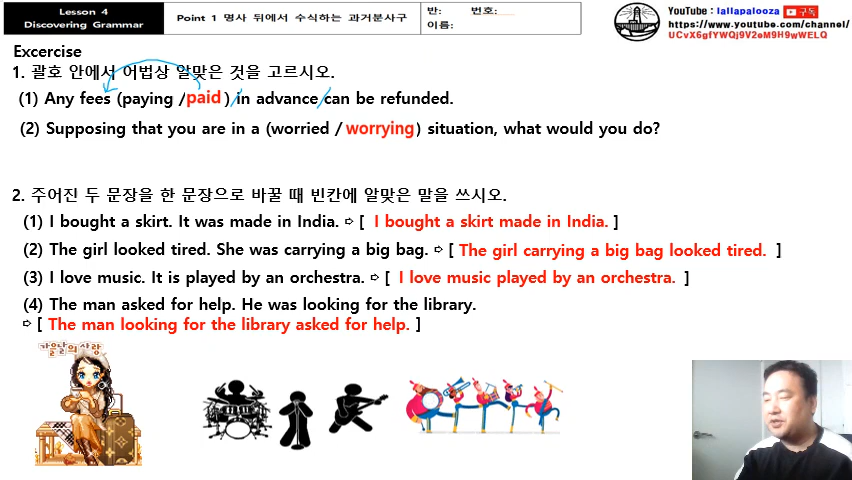 Lesson 4
Discovering Grammar
Point 1 명사 뒤에서 수식하는 과거분사구
반:
번호:
이름:
YouTube : lallapalooza 구독
https://www.youtube.com/channel/
UCvX6gfYWQj9V2eM9H9wWELQ
Excercise
1. 괄호 안에서 어법상 알맞은 것을 고르시오.
(1) Any fees (paying /paid ) in advance can be refunded.
(2) Supposing that you are in a (worried / worrying) situation, what would you do?
2. 주어진 두 문장을 한 문장으로 바꿀 때 빈칸에 알맞은 말을 쓰시오.
(1) I bought a skirt. It was made in India. ⇨ [ I bought a skirt made in India. ]
(2) The girl looked tired. She was carrying a big bag. ⇨ [ The girl carrying a big bag looked tired. ]
(3) I love music. It is played by an orchestra. ⇨ [ I love music played by an orchestra. ]
(4) The man asked for help. He was looking for the library.
⇨ [ The man looking for the library asked for help. ]
가을날의 사랑